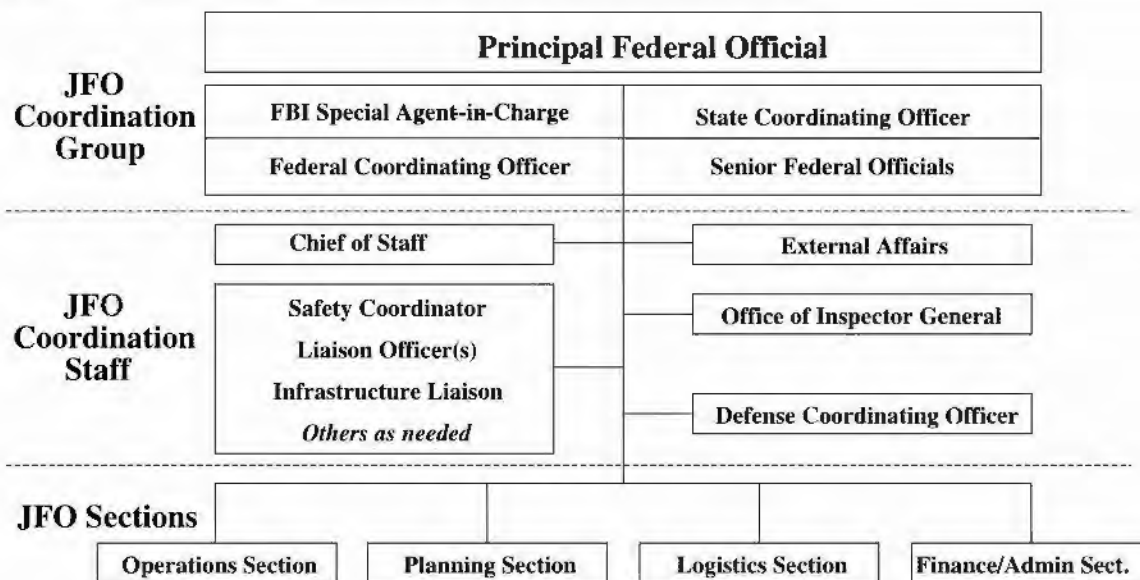 Principal Federal Official
JFO
Coordination
Group
FBI Special Agent-in-Charge
State Coordinating Officer
Federal Coordinating Officer
Senior Federal Officials
Chief of Staff
External Affairs
JFO
Coordination
Staff
Safety Coordinator
Liaison Officer(s)
Infrastructure Liaison
Others as needed
Office of Inspector General
Defense Coordinating Officer
JFO Sections
Operations Section
Planning Section
Logistics Section
Finance/Admin Sect.